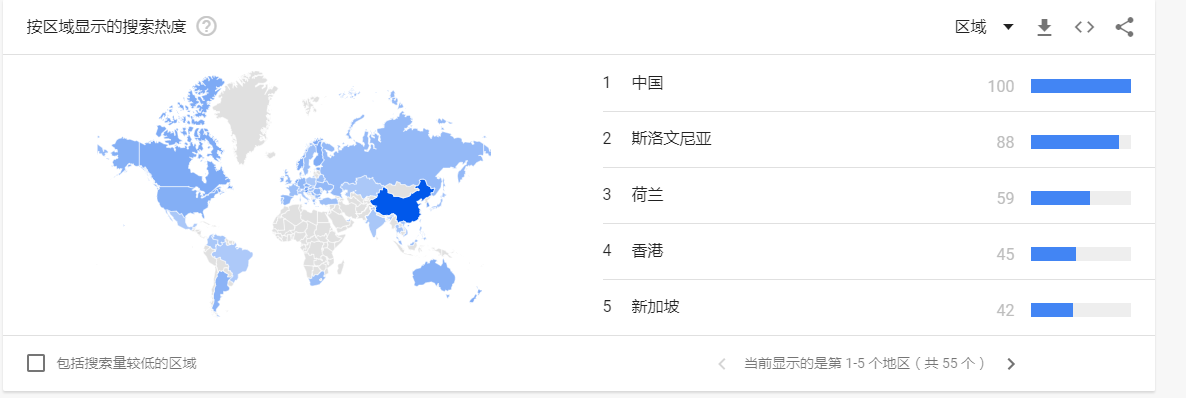 按区域显示的搜索热度 ?
区域
1 中国 100
2 斯洛文尼亚 88
3 荷兰 59
4 香港 45
5 新加坡 42
包括搜索量较低的区域
当前显示的是第 1-5 个地区（共 55 个）